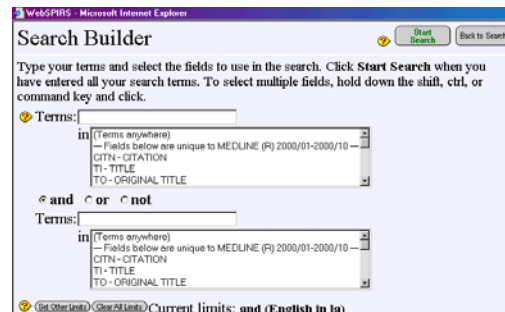 WebSPIRS - Microsoft Internet Explorer
Search Builder
Start Search
Back to Search
Type your terms and select the fields to use in the search. Click Start Search when you
have entered all your search terms. To select multiple fields, hold down the shift, ctrl, or
command key and click.
Terms:
in (Terms anywhere)
— Fields below are unique to MEDLINE (R) 2000/01-2000/10 —
CITN - CITATION
TI - TITLE
TO - ORIGINAL TITLE
and or not
Terms:
in (Terms anywhere)
— Fields below are unique to MEDLINE (R) 2000/01-2000/10 —
CITN - CITATION
TI - TITLE
TO - ORIGINAL TITLE
Set Other Limits Clear All Limits Current limits: and (English in la)